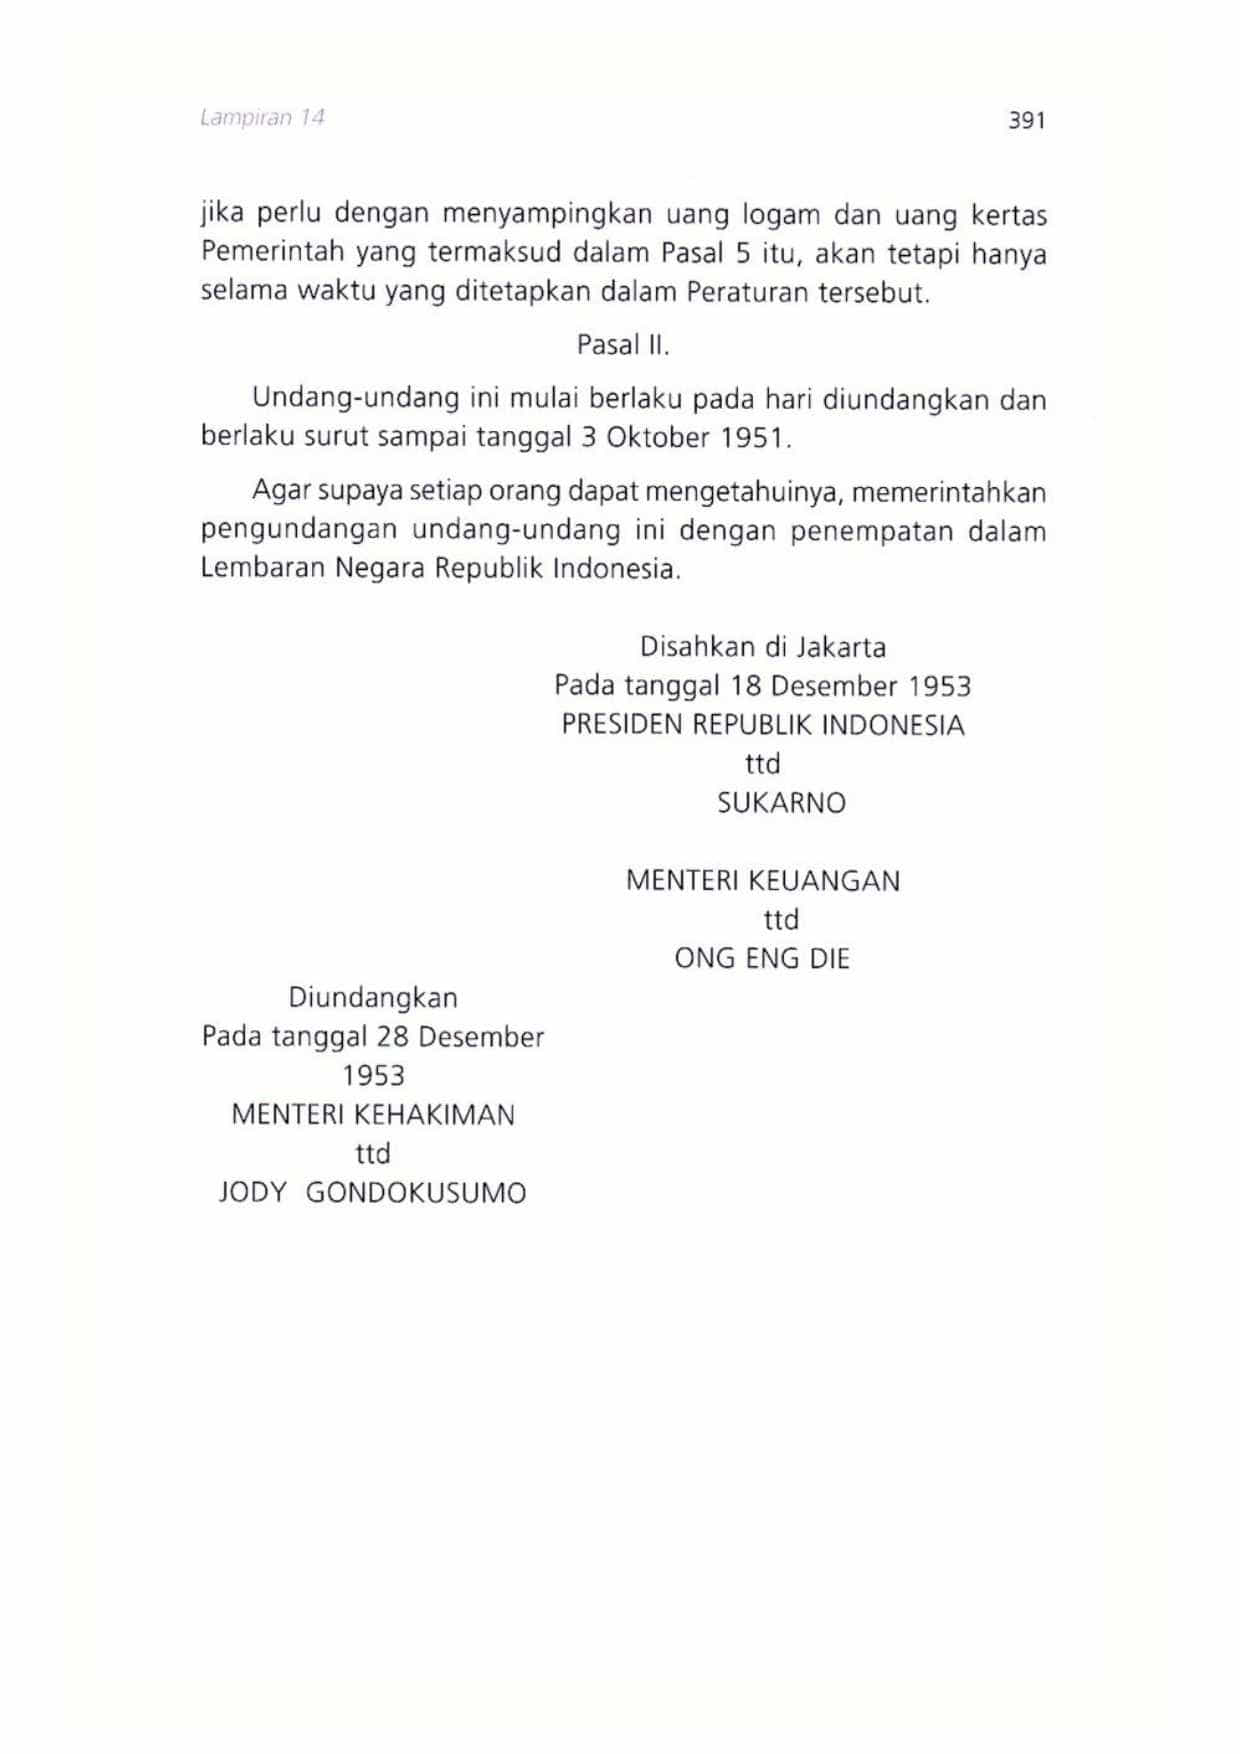 Lampiran 14
391
jika perlu dengan menyampingkan uang logam dan uang kertas
Pemerintah yang termaksud dalam Pasal 5 itu, akan tetapi hanya
selama waktu yang ditetapkan dalam Peraturan tersebut.
Pasal II.
Undang-undang ini mulai berlaku pada hari diundangkan dan
berlaku surut sampai tanggal 3 Oktober 1951.
Agar supaya setiap orang dapat mengetahuinya, memerintahkan
pengundangan undang-undang ini dengan penempatan dalam
Lembaran Negara Republik Indonesia.
Disahkan di Jakarta
Pada tanggal 18 Desember 1953
PRESIDEN REPUBLIK INDONESIA
ttd
SUKARNO
MENTERI KEUANGAN
ttd
ONG ENG DIE
Diundangkan
Pada tanggal 28 Desember
1953
MENTERI KEHAKIMAN
ttd
JODY GONDOKUSUMO